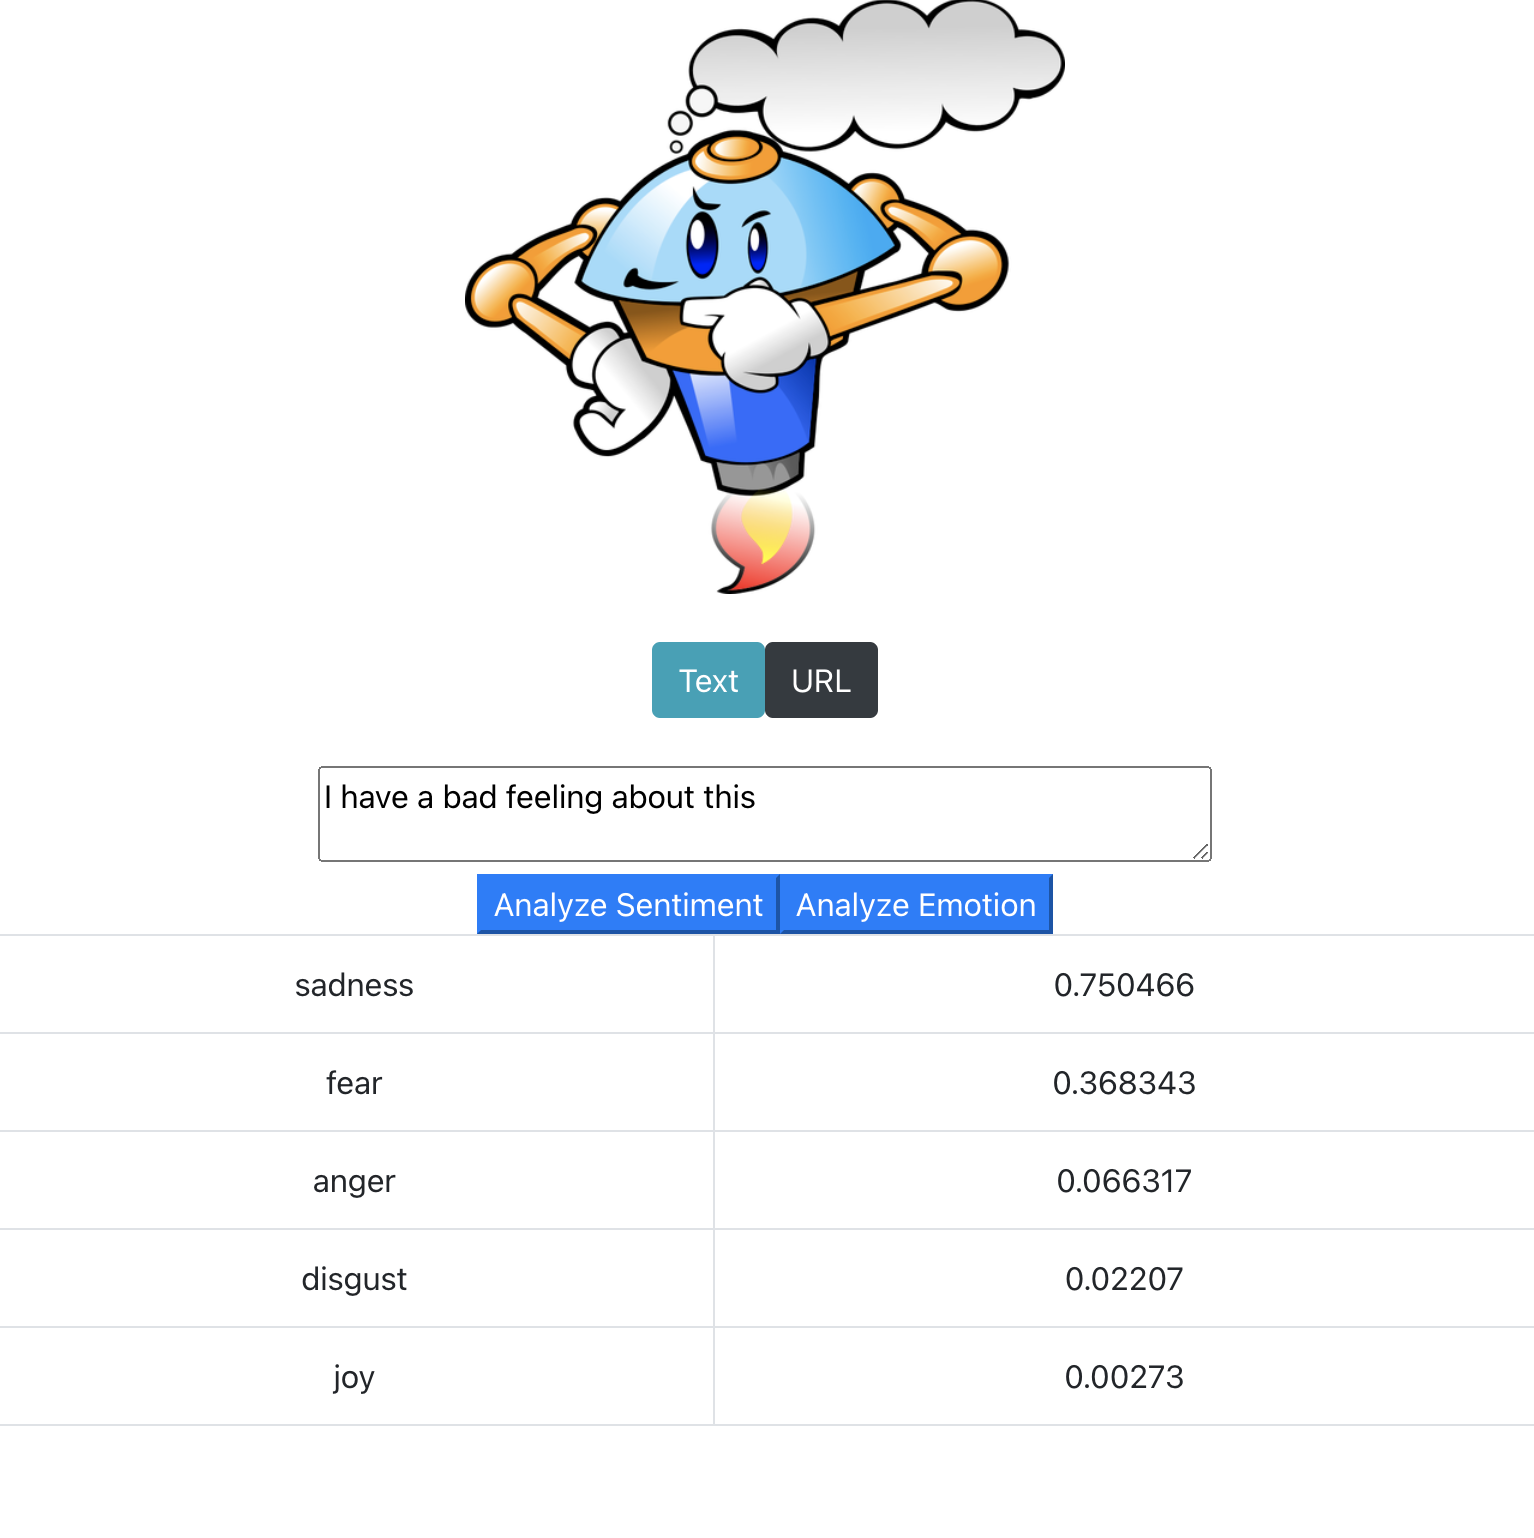 Text URL
I have a bad feeling about this
Analyze Sentiment Analyze Emotion
sadness 0.750466
fear 0.368343
anger 0.066317
disgust 0.02207
joy 0.00273